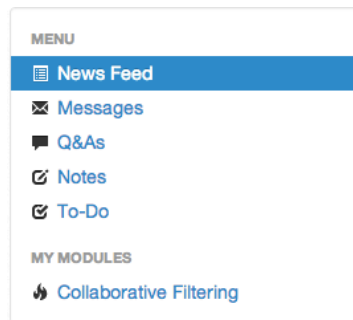 MENU
News Feed
Messages
Q&As
Notes
To-Do
MY MODULES
Collaborative Filtering